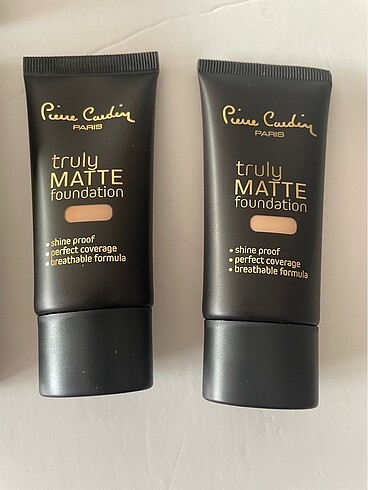 Pierre Cardin
PARIS
truly
MATTE
foundation
• shine proof
• perfect coverage
• breathable formula
Pierre Cardin
PARIS
truly
MATTE
foundation
• shine proof
• perfect coverage
• breathable formula